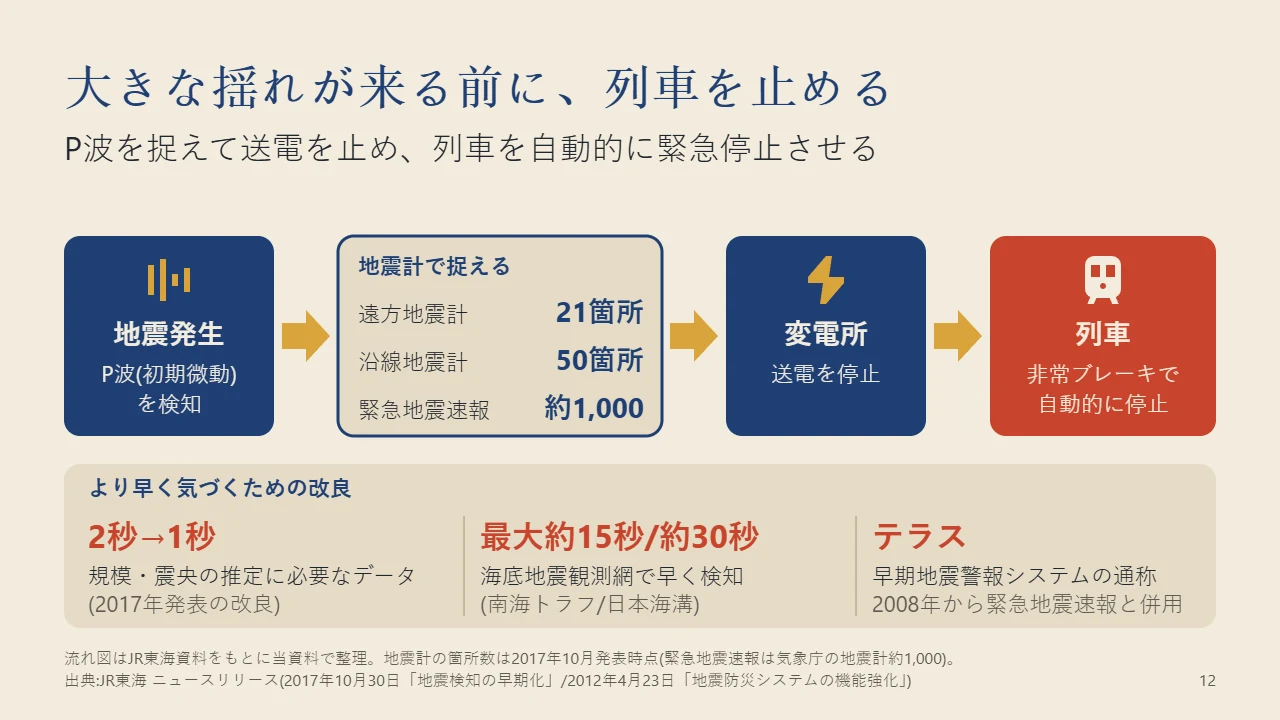 大きな揺れが来る前に、列車を止める
P波を捉えて送電を止め、列車を自動的に緊急停止させる
地震発生
P波(初期微動)
を検知
地震計で捉える
遠方地震計 21箇所
沿線地震計 50箇所
緊急地震速報 約1,000
変電所
送電を停止
列車
非常ブレーキで
自動的に停止
より早く気づくための改良
2秒→1秒
規模・震央の推定に必要なデータ
(2017年発表の改良)
最大約15秒/約30秒
海底地震観測網で早く検知
(南海トラフ/日本海溝)
テラス
早期地震警報システムの通称
2008年から緊急地震速報と併用
流れ図はJR東海資料をもとに当資料で整理。地震計の箇所数は2017年10月発表時点(緊急地震速報は気象庁の地震計約1,000)。
出典:JR東海 ニュースリリース(2017年10月30日「地震検知の早期化」/2012年4月23日「地震防災システムの機能強化」)
12